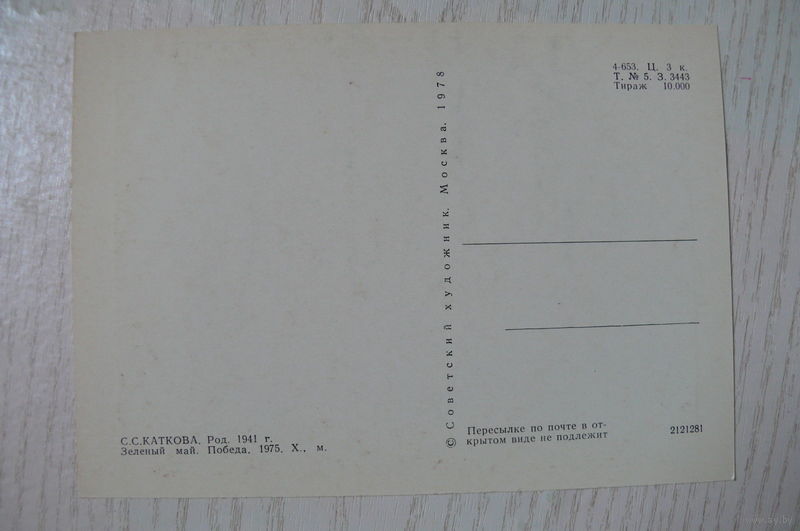 4-653. Ц. 3 к.
Т. № 5. З. 3443
Тираж 10.000
© Советский художник. Москва. 1978
С.С.КАТКОВА. Род. 1941 г.
Зеленый май. Победа. 1975. Х., м.
Пересылке по почте в от-
крытом виде не подлежит
2121281